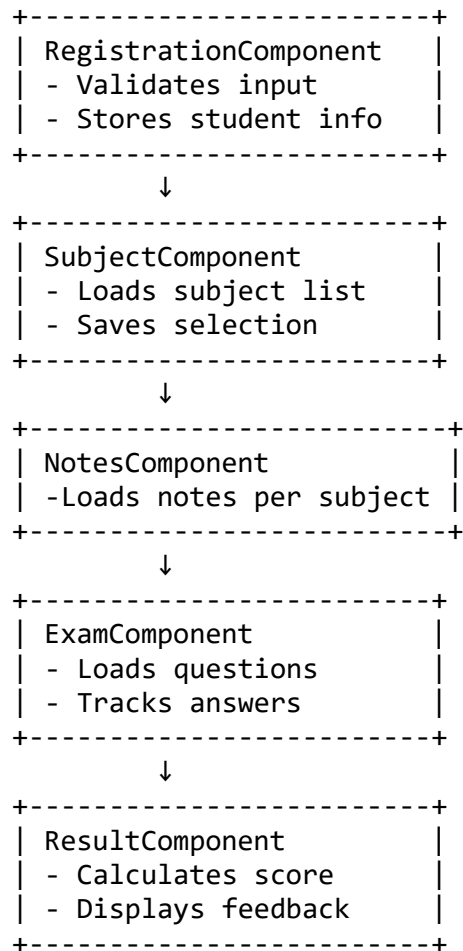 +-------------------------+
| RegistrationComponent   |
| - Validates input       |
| - Stores student info   |
+-------------------------+
↓
+-------------------------+
| SubjectComponent        |
| - Loads subject list    |
| - Saves selection       |
+-------------------------+
↓
+--------------------------+
| NotesComponent           |
| -Loads notes per subject |
+--------------------------+
↓
+-------------------------+
| ExamComponent           |
| - Loads questions       |
| - Tracks answers        |
+-------------------------+
↓
+-------------------------+
| ResultComponent         |
| - Calculates score      |
| - Displays feedback     |
+-------------------------+